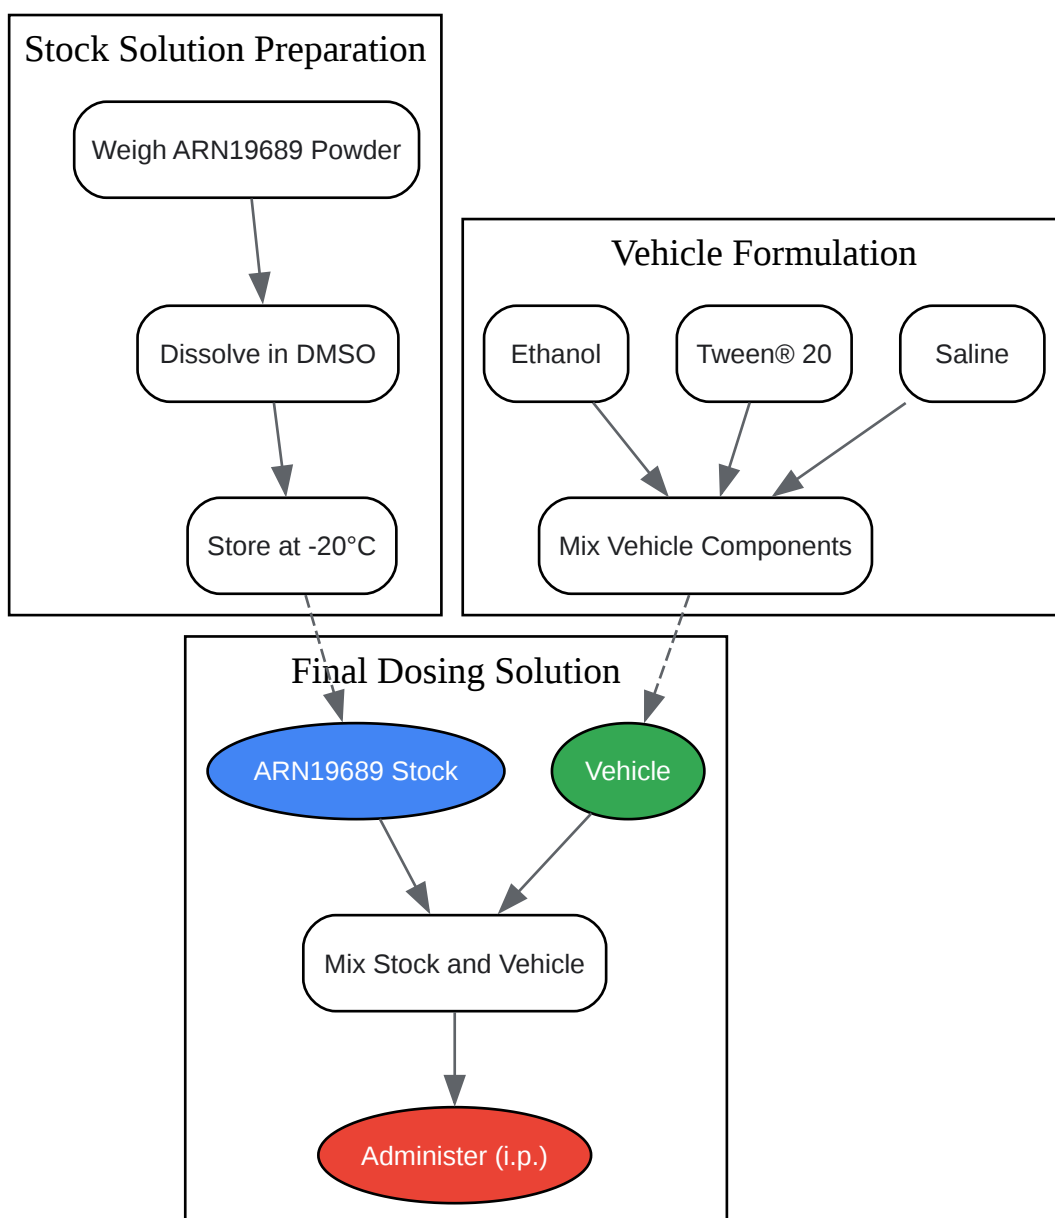 Stock Solution Preparation
Weigh ARN19689 Powder
Dissolve in DMSO
Store at -20°C
Vehicle Formulation
Ethanol
Tween® 20
Saline
Mix Vehicle Components
Final Dosing Solution
ARN19689 Stock
Vehicle
Mix Stock and Vehicle
Administer (i.p.)